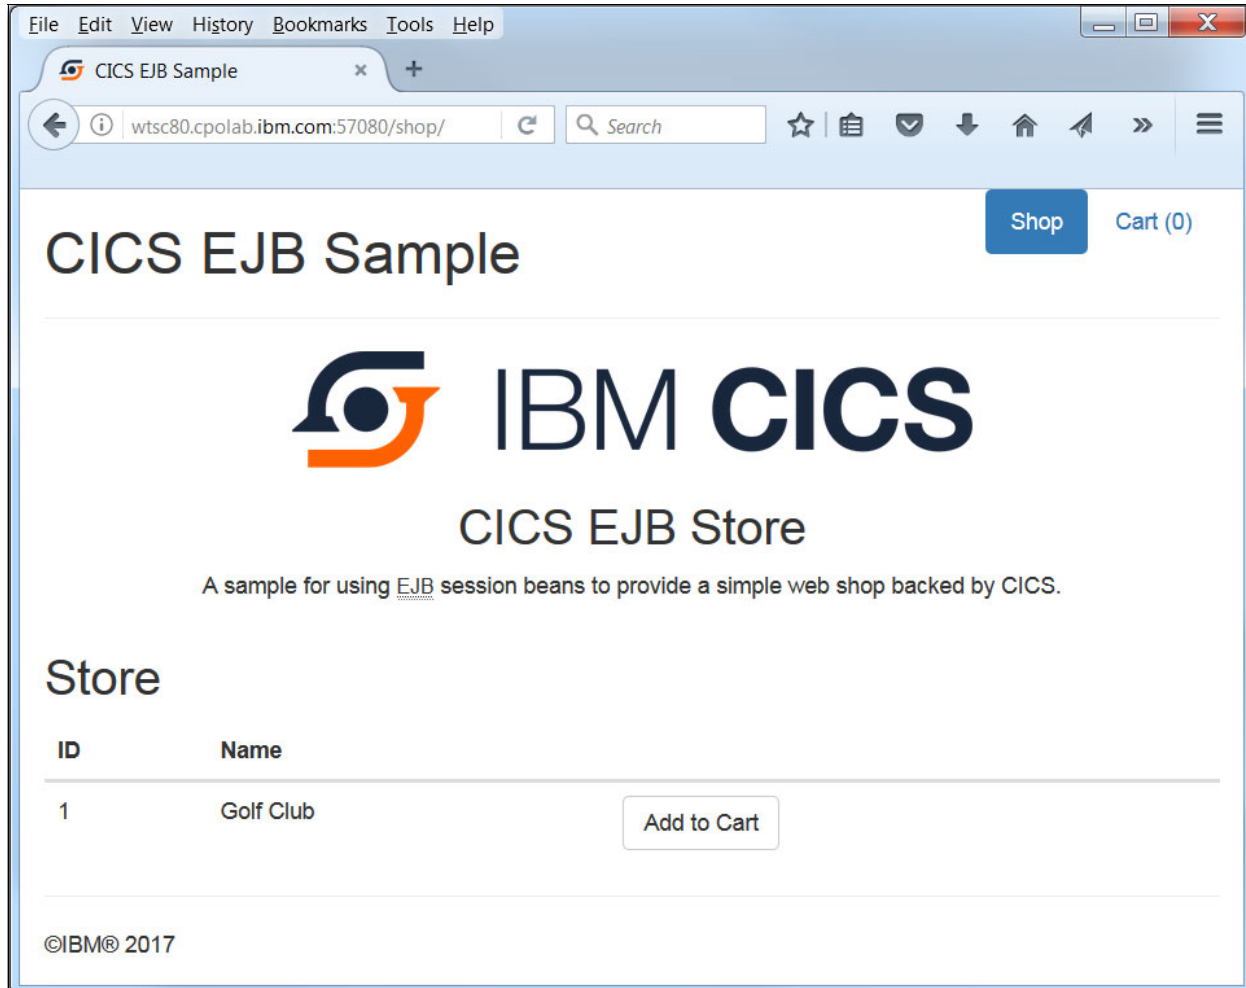 File Edit View History Bookmarks Tools Help
CICS EJB Sample
wtsc80.cpolab.ibm.com:57080/shop/ Search
Shop Cart (0)
CICS EJB Sample
IBM CICS
CICS EJB Store
A sample for using EJB session beans to provide a simple web shop backed by CICS.
Store
ID Name
1 Golf Club Add to Cart
©IBM® 2017